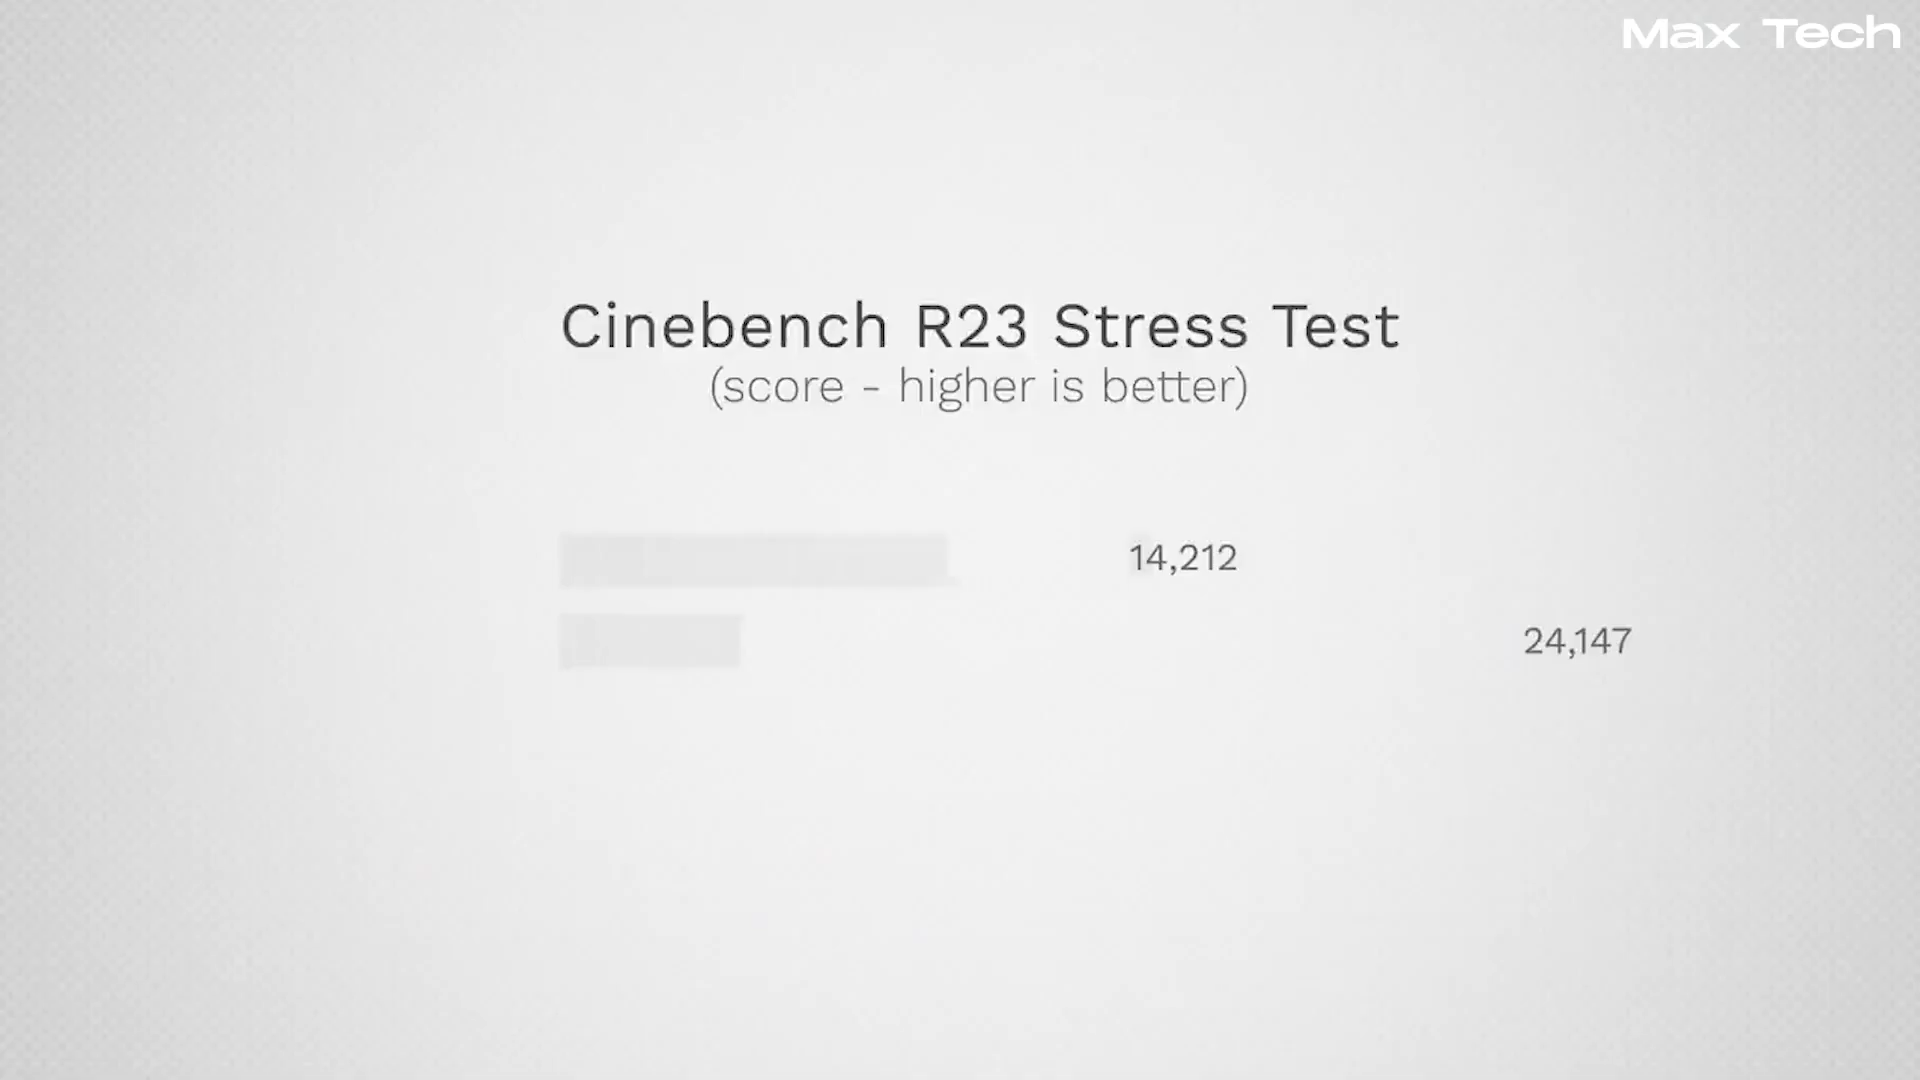 Max Tech
Cinebench R23 Stress Test
(score - higher is better)
14,212
24,147